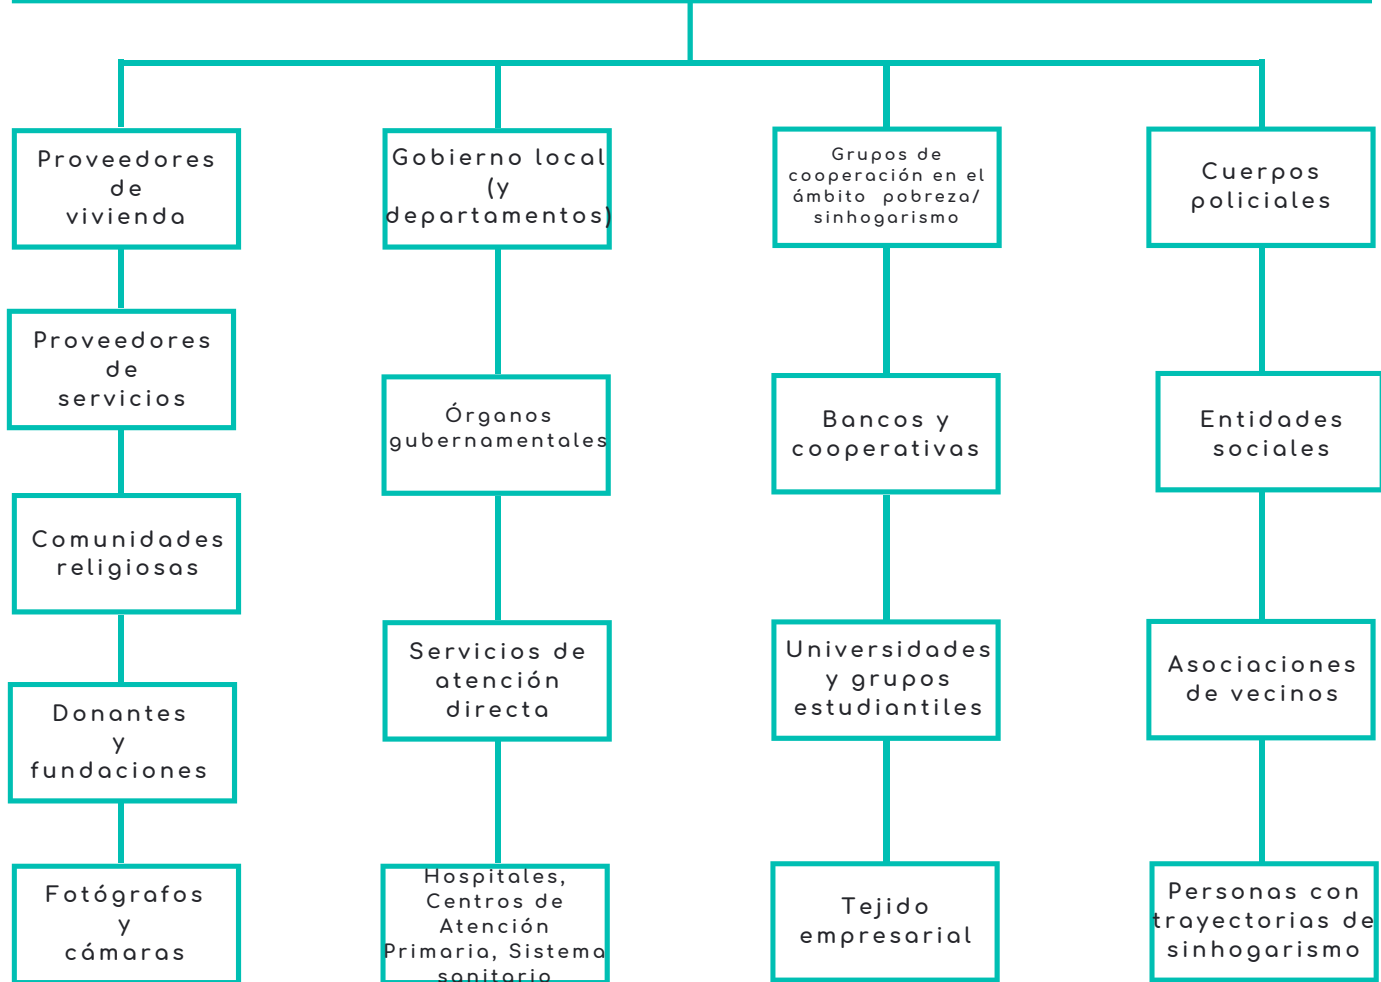 Proveedores
de
vivienda
Proveedores
de
servicios
Comunidades
religiosas
Donantes
y
fundaciones
Fotógrafos
y
cámaras
Gobierno local
(y
departamentos)
Órganos
gubernamentales
Servicios de
atención
directa
Hospitales,
Centros de
Atención
Primaria, Sistema
sanitario
Grupos de
cooperación en el
ámbito pobreza/
sinhogarismo
Bancos y
cooperativas
Universidades
y grupos
estudiantiles
Tejido
empresarial
Cuerpos
policiales
Entidades
sociales
Asociaciones
de vecinos
Personas con
trayectorias de
sinhogarismo